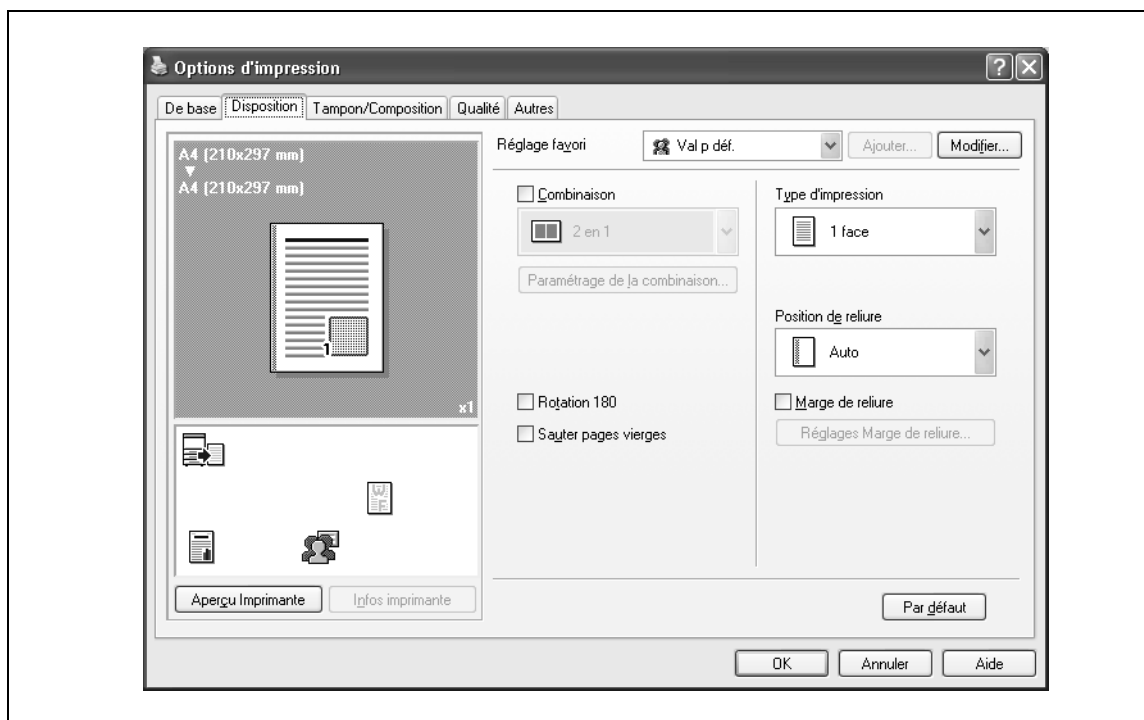 Options d'impression
De base Disposition Tampon/Composition Qualité Autres
A4 (210x297 mm)
A4 (210x297 mm)
1
x1
Aperçu Imprimante Infos imprimante
Réglage favori Val p déf. Ajouter... Modifier...
Combinaison
2 en 1
Paramétrage de la combinaison...
Rotation 180
Sauter pages vierges
Type d'impression
1 face
Position de reliure
Auto
Marge de reliure
Réglages Marge de reliure...
Par défaut
OK Annuler Aide